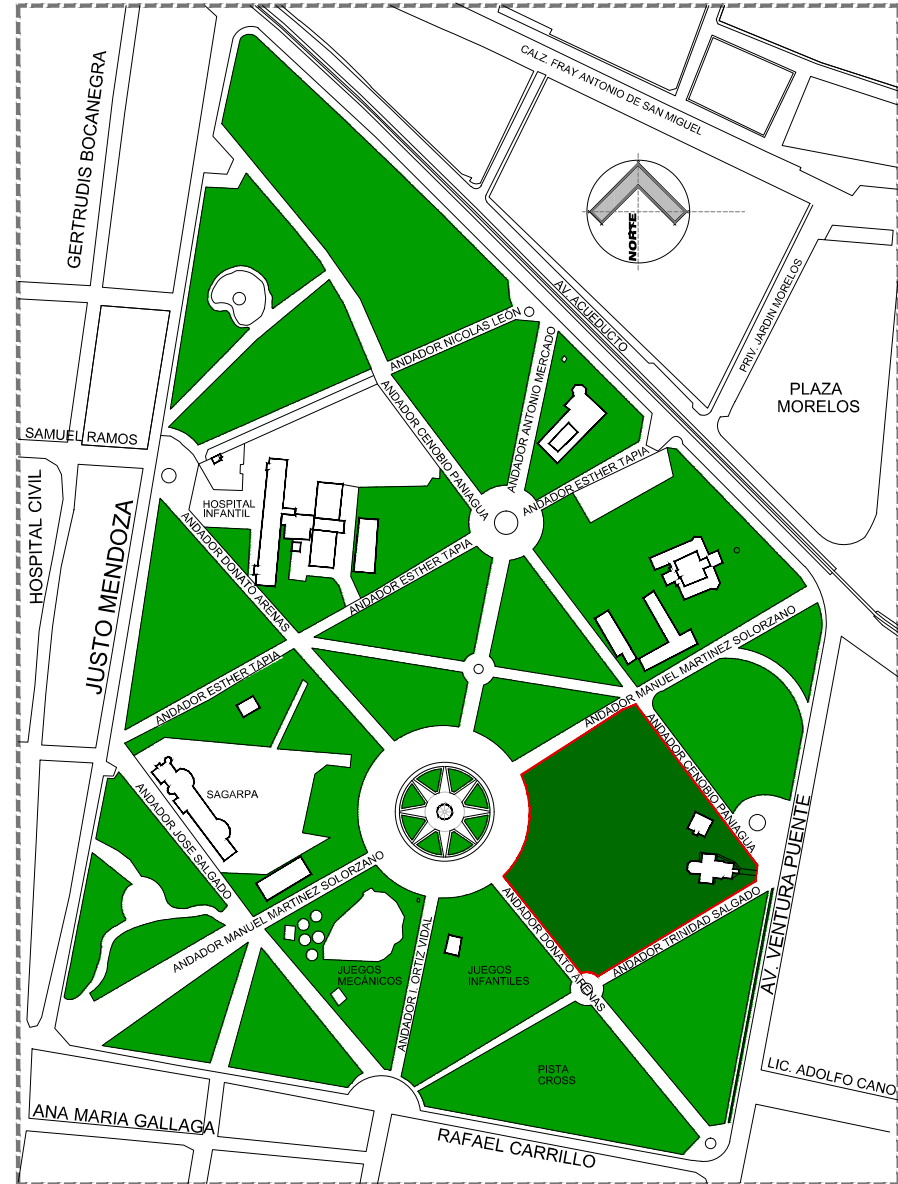 CALZ. FRAY ANTONIO DE SAN MIGUEL
GERTRUDIS BOCANEGRA
NORTE
AV. ACUEDUCTO
PRIV. JARDIN MORELOS
PLAZA
MORELOS
ANDADOR NICOLAS LEON
ANDADOR ANTONIO MERCADO
ANDADOR CENOBIO PANIAGUA
SAMUEL RAMOS
HOSPITAL CIVIL
JUSTO MENDOZA
HOSPITAL
INFANTIL
ANDADOR ESTHER TAPIA
ANDADOR DONATO ARENAS
ANDADOR ESTHER TAPIA
ANDADOR ESTHER TAPIA
ANDADOR MANUEL MARTINEZ SOLORZANO
ANDADOR CENOBIO PANIAGUA
SAGARPA
ANDADOR JOSE SALGADO
ANDADOR MANUEL MARTINEZ SOLORZANO
AV. VENTURA PUENTE
ANDADOR TRINIDAD SALGADO
ANDADOR DONATO ARENAS
ANDADOR I. ORTIZ VIDAL
JUEGOS
MECÁNICOS
JUEGOS
INFANTILES
PISTA
CROSS
LIC. ADOLFO CANO
ANA MARIA GALLAGA
RAFAEL CARRILLO